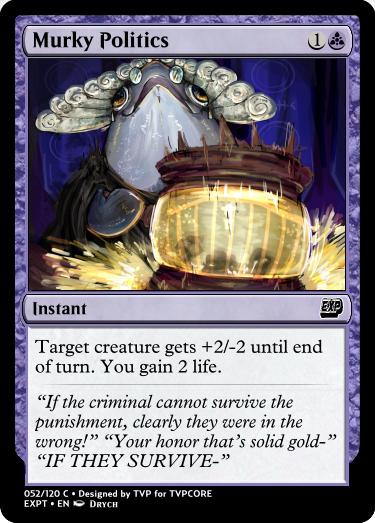 Murky Politics 1
EXP
Instant
Target creature gets +2/-2 until end
of turn. You gain 2 life.
“If the criminal cannot survive the
punishment, clearly they were in the
wrong!” “Your honor that’s solid gold-”
“IF THEY SURVIVE-”
052/120 C • Designed by TVP for TVPCORE
EXPT • EN Drych